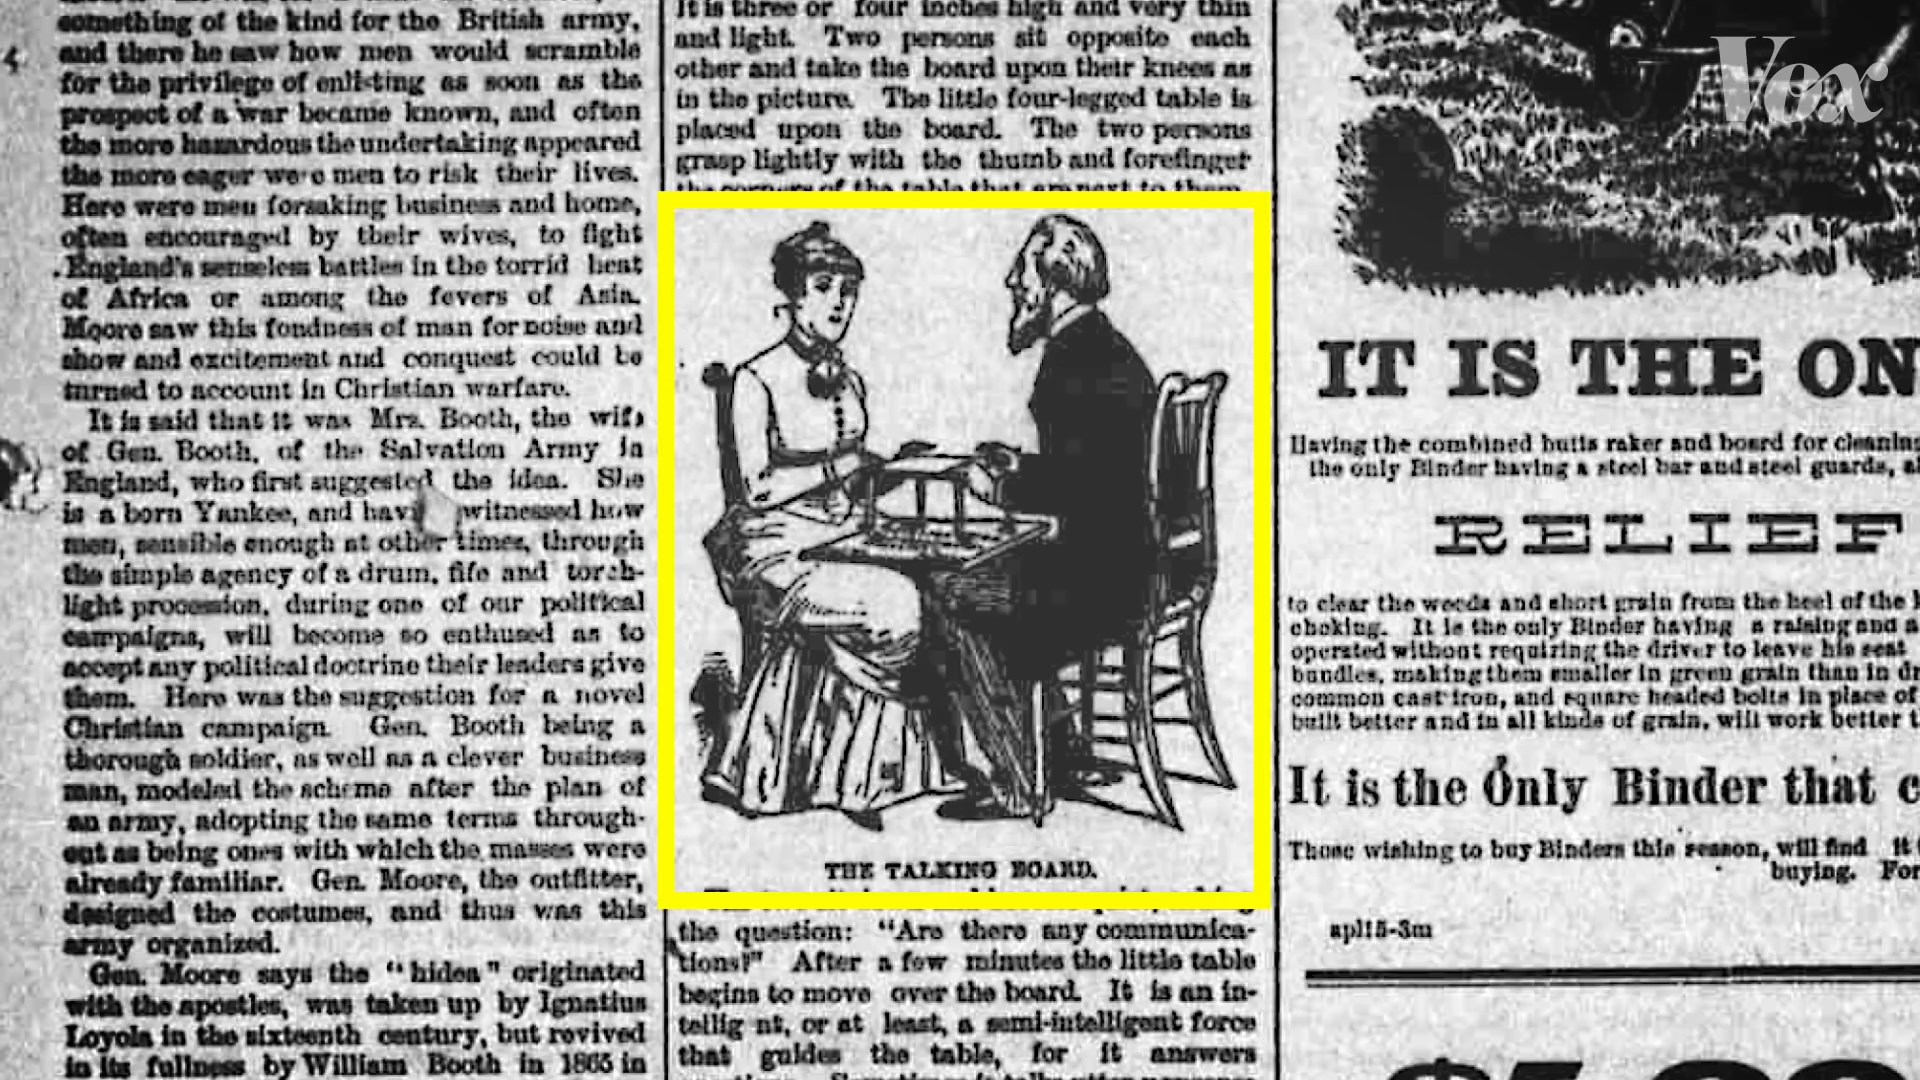 something of the kind for the British army,
and there he saw how men would scramble
for the privilege of enlisting as soon as the
prospect of a war became known, and often
the more hazardous the undertaking appeared
the more eager were men to risk their lives.
Here were men forsaking business and home,
often encouraged by their wives, to fight
England's senseless battles in the torrid heat
of Africa or among the fevers of Asia.
Moore saw this fondness of man for noise and
show and excitement and conquest could be
turned to account in Christian warfare.
It is said that it was Mrs. Booth, the wife
of Gen. Booth, of the Salvation Army in
England, who first suggested the idea. She
is a born Yankee, and havi witnessed how
men, sensible enough at other times, through
the simple agency of a drum, fife and torch-
light procession, during one of our political
campaigns, will become so enthused as to
accept any political doctrine their leaders give
them. Here was the suggestion for a novel
Christian campaign. Gen. Booth being a
thorough soldier, as well as a clever business
man, modeled the scheme after the plan of
an army, adopting the same terms through-
out as being ones with which the masses were
already familiar. Gen. Moore, the outfitter,
designed the costumes, and thus was this
army organized.
Gen. Moore says the "hidea" originated
with the apostles, was taken up by Ignatius
Loyola in the sixteenth century, but revived
in its fullness by William Booth in 1865 in
It is three or four inches high and very thin
and light. Two persons sit opposite each
other and take the board upon their knees as
in the picture. The little four-legged table is
placed upon the board. The two persons
grasp lightly with the thumb and forefinger
the corners of the table that are next to them.
THE TALKING BOARD.
the question: "Are there any communica-
tions?" After a few minutes the little table
begins to move over the board. It is an in-
tellig nt, or at least, a semi-intelligent force
that guides the table, for it answers
Vox
IT IS THE ON
Having the combined butts raker and board for cleaning
the only Binder having a steel bar and steel guards, al
RELIEF
to clear the weeds and short grain from the heel of the
choking. It is the only Binder having a raising and a
operated without requiring the driver to leave his seat
bundles, making them smaller in green grain than in dr
common cast iron, and square headed bolts in place of
built better and in all kinds of grain, will work better t
It is the Only Binder that c
Those wishing to buy Binders this season, will find it
buying. For
apl15-3m